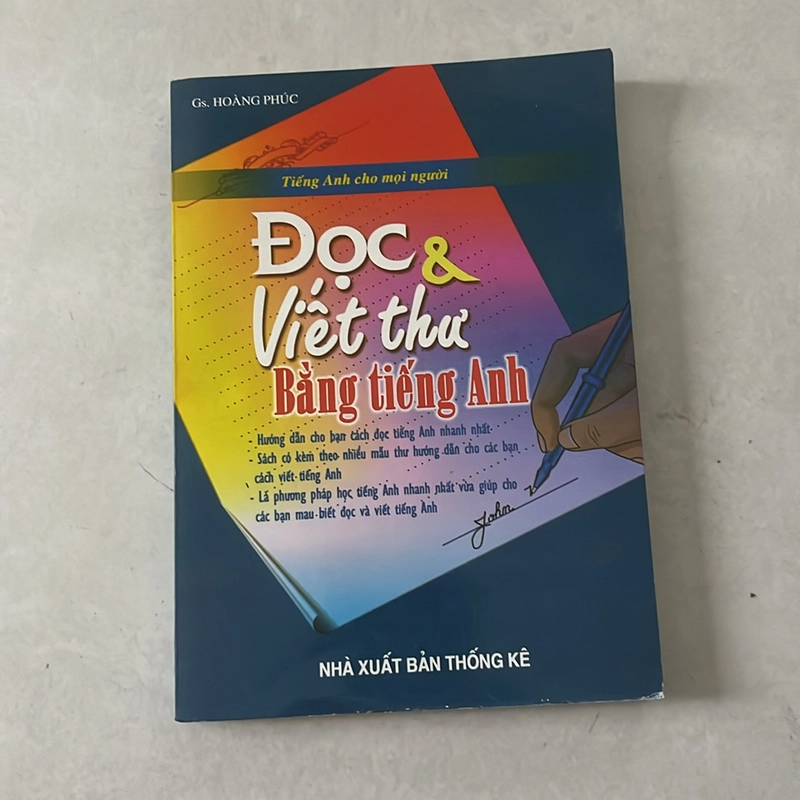 Gs. HOÀNG PHÚC
Tiếng Anh cho mọi người
ĐỌC &
Viết thư
Bằng tiếng Anh
- Hướng dẫn cho bạn cách đọc tiếng Anh nhanh nhất
- Sách có kèm theo nhiều mẫu thư hướng dẫn cho các bạn
cách viết tiếng Anh
- Là phương pháp học tiếng Anh nhanh nhất vừa giúp cho
các bạn mau biết đọc và viết tiếng Anh
John
NHÀ XUẤT BẢN THỐNG KÊ